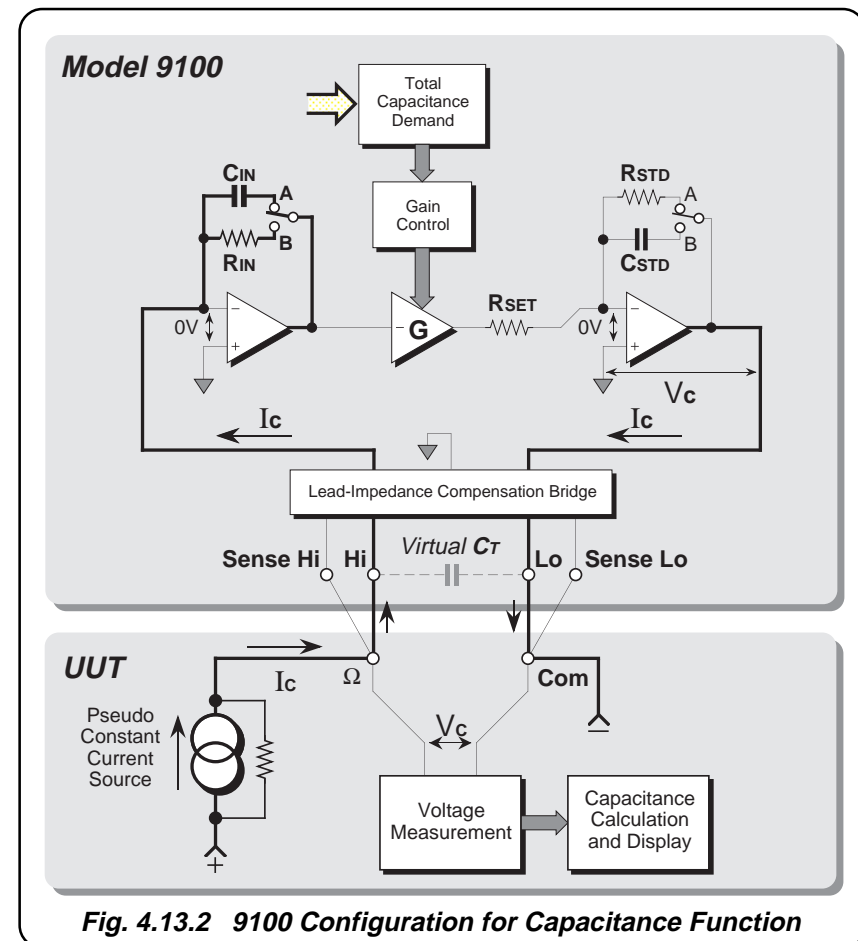 Model 9100
Total
Capacitance
Demand
CIN
A
B
RIN
Gain
Control
RSTD
A
B
CSTD
RSET
0V
−
+
− G
0V
−
+
VC
IC
IC
Lead-Impedance Compensation Bridge
Sense Hi
Hi
Virtual CT
Lo
Sense Lo
UUT
IC
Ω
Com
Pseudo
Constant
Current
Source
VC
+
−
Voltage
Measurement
Capacitance
Calculation
and Display
Fig. 4.13.2 9100 Configuration for Capacitance Function